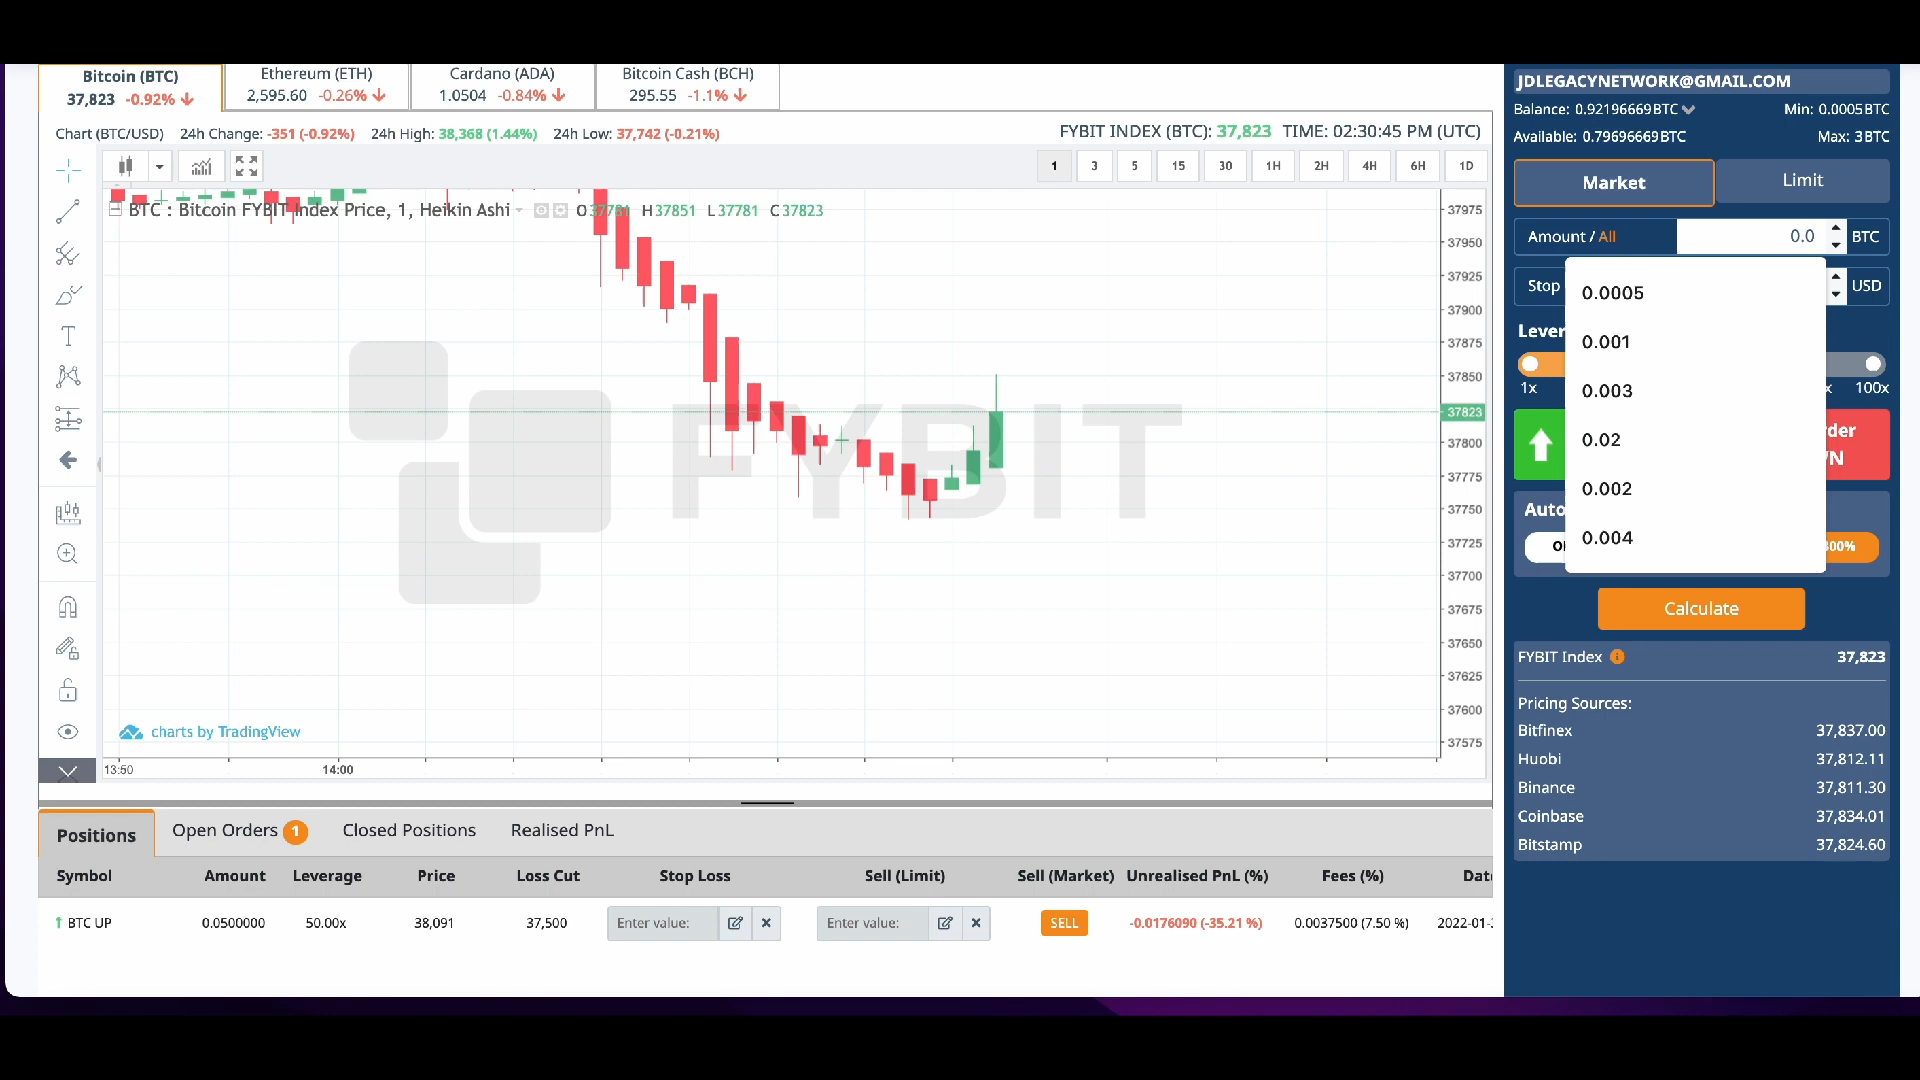 Bitcoin (BTC)
37,823 -0.92%
Ethereum (ETH)
2,595.60 -0.26%
Cardano (ADA)
1.0504 -0.84%
Bitcoin Cash (BCH)
295.55 -1.1%
Chart (BTC/USD) 24h Change: -351 (-0.92%) 24h High: 38,368 (1.44%) 24h Low: 37,742 (-0.21%)
FYBIT INDEX (BTC): 37,823 TIME: 02:30:45 PM (UTC)
1 3 5 15 30 1H 2H 4H 6H 1D
BTC : Bitcoin FYBIT Index Price, 1, Heikin Ashi O37781 H37851 L37781 C37823
FYBIT
37975
37950
37925
37900
37875
37850
37823
37800
37775
37750
37725
37700
37675
37650
37625
37600
37575
charts by TradingView
13:50 14:00
Positions Open Orders 1 Closed Positions Realised PnL
Symbol Amount Leverage Price Loss Cut Stop Loss Sell (Limit) Sell (Market) Unrealised PnL (%) Fees (%) Date
BTC UP 0.0500000 50.00x 38,091 37,500 Enter value: Enter value: SELL -0.0176090 (-35.21 %) 0.0037500 (7.50 %) 2022-01-
JDLEGACYNETWORK@GMAIL.COM
Balance: 0.92196669BTC Min: 0.0005BTC
Available: 0.79696669BTC Max: 3BTC
Market Limit
Amount / All 0.0 BTC
Stop USD
0.0005
0.001
0.003
0.02
0.002
0.004
Lever
1x x 100x
der
Auto
Calculate
FYBIT Index 37,823
Pricing Sources:
Bitfinex 37,837.00
Huobi 37,812.11
Binance 37,811.30
Coinbase 37,834.01
Bitstamp 37,824.60